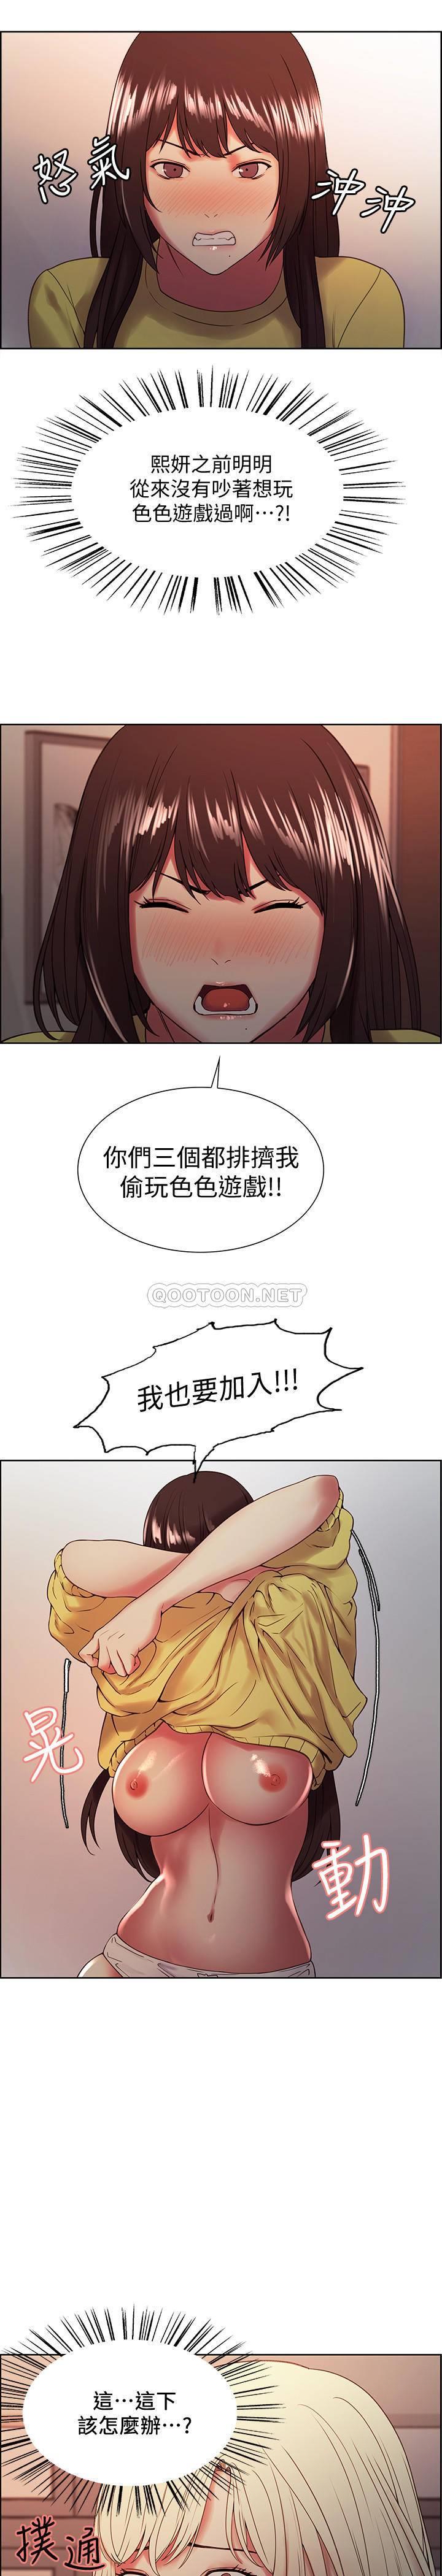 怒氣
沖沖
熙妍之前明明
從來沒有吵著想玩
色色遊戲過啊⋯?!
你們三個都排擠我
偷玩色色遊戲!!
QOOTOON.NET
我也要加入!!!
晃
動
這⋯這下
該怎麼辦⋯?
撲通